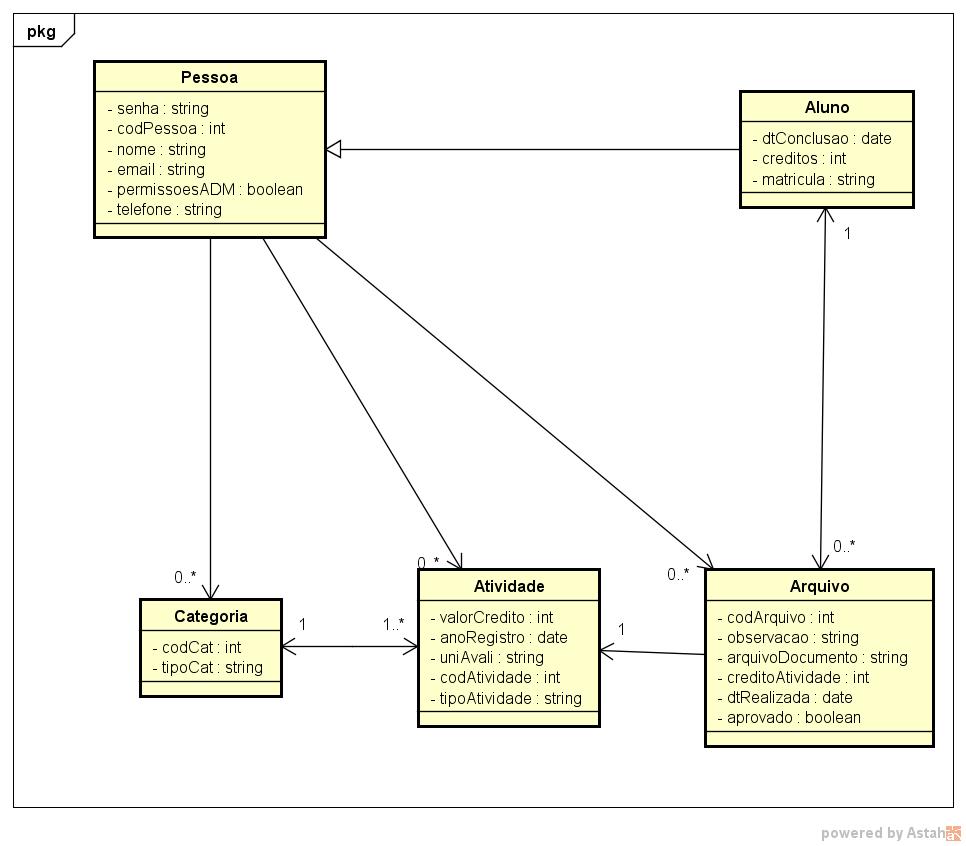 pkg
Pessoa
- senha : string
- codPessoa : int
- nome : string
- email : string
- permissoesADM : boolean
- telefone : string
Aluno
- dtConclusao : date
- creditos : int
- matricula : string
1
0..*
0..*
0..*
0..*
Categoria
- codCat : int
- tipoCat : string
1
1..*
Atividade
- valorCredito : int
- anoRegistro : date
- uniAvali : string
- codAtividade : int
- tipoAtividade : string
1
Arquivo
- codArquivo : int
- observacao : string
- arquivoDocumento : string
- creditoAtividade : int
- dtRealizada : date
- aprovado : boolean
powered by Astah